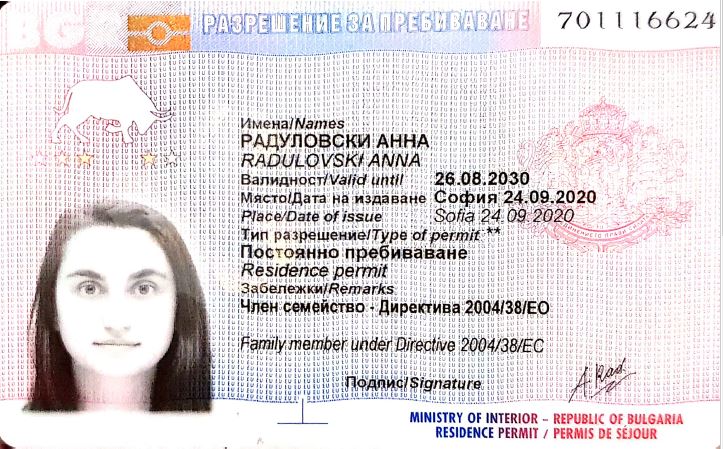 BG
РАЗРЕШЕНИЕ ЗА ПРЕБИВАВАНЕ
701116624
Имена/Names
РАДУЛОВСКИ АННА
RADULOVSKI ANNA
Валидност/Valid until 26.08.2030
Място/Дата на издаване София 24.09.2020
Place/Date of issue Sofia 24.09.2020
Тип разрешение/Type of permit **
Постоянно пребиваване
Residence permit
Забележки/Remarks
Член семейство - Директива 2004/38/ЕО
Family member under Directive 2004/38/EC
Подпис/Signature
MINISTRY OF INTERIOR – REPUBLIC OF BULGARIA
RESIDENCE PERMIT / PERMIS DE SÉJOUR